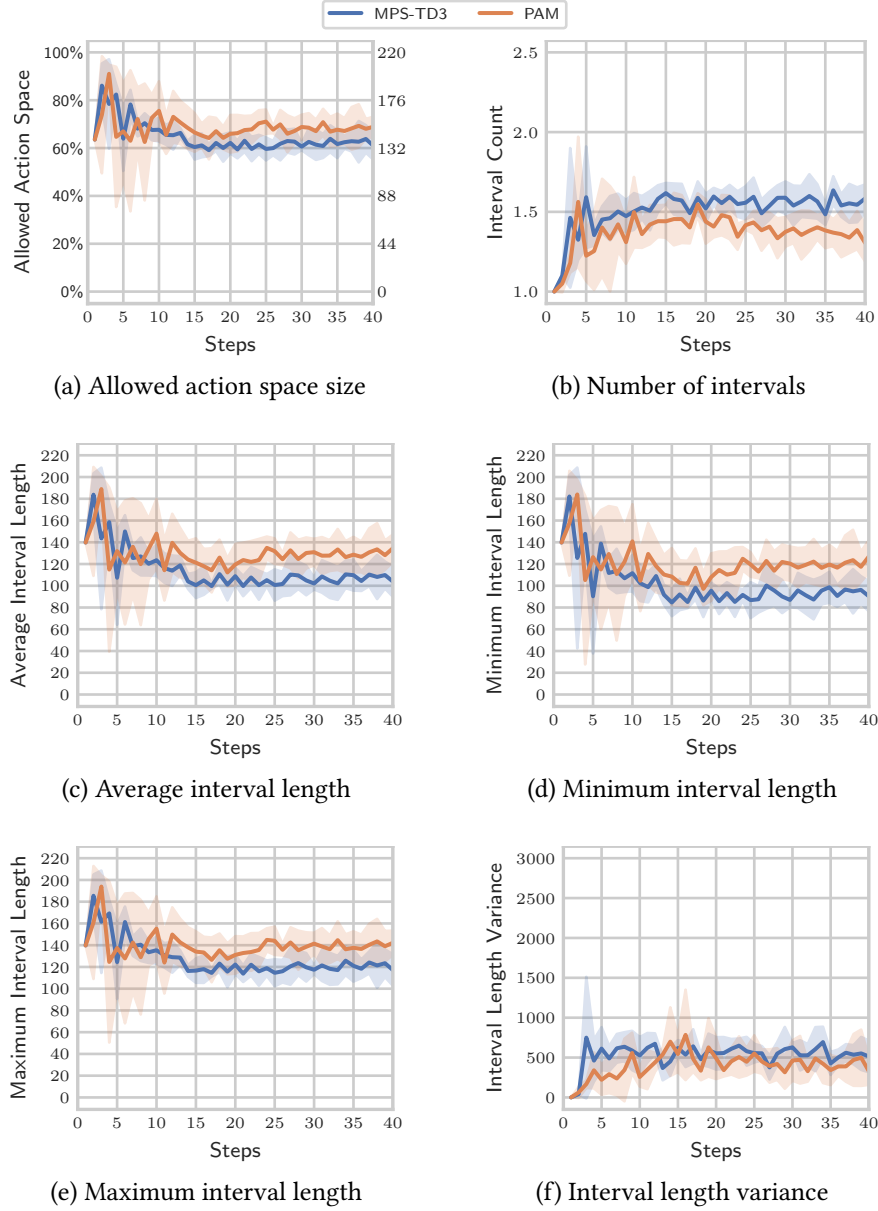 MPS-TD3 PAM
Allowed Action Space
100%
80%
60%
40%
20%
0%
220
176
132
88
44
0
0 5 10 15 20 25 30 35 40
Steps
(a) Allowed action space size
Interval Count
2.5
2.0
1.5
1.0
0 5 10 15 20 25 30 35 40
Steps
(b) Number of intervals
Average Interval Length
220
200
180
160
140
120
100
80
60
40
20
0
0 5 10 15 20 25 30 35 40
Steps
(c) Average interval length
Minimum Interval Length
220
200
180
160
140
120
100
80
60
40
20
0
0 5 10 15 20 25 30 35 40
Steps
(d) Minimum interval length
Maximum Interval Length
220
200
180
160
140
120
100
80
60
40
20
0
0 5 10 15 20 25 30 35 40
Steps
(e) Maximum interval length
Interval Length Variance
3000
2500
2000
1500
1000
500
0
0 5 10 15 20 25 30 35 40
Steps
(f) Interval length variance